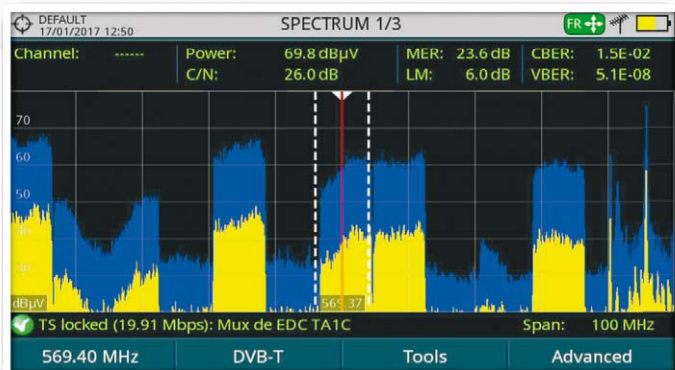 DEFAULT
17/01/2017 12:50
SPECTRUM 1/3
FR
Channel: ------ Power: 69.8 dBµV MER: 23.6 dB CBER: 1.5E-02
C/N: 26.0 dB LM: 6.0 dB VBER: 5.1E-08
70
60
50
40
30
dBµV
569.37
TS locked (19.91 Mbps): Mux de EDC TA1C Span: 100 MHz
569.40 MHz DVB-T Tools Advanced